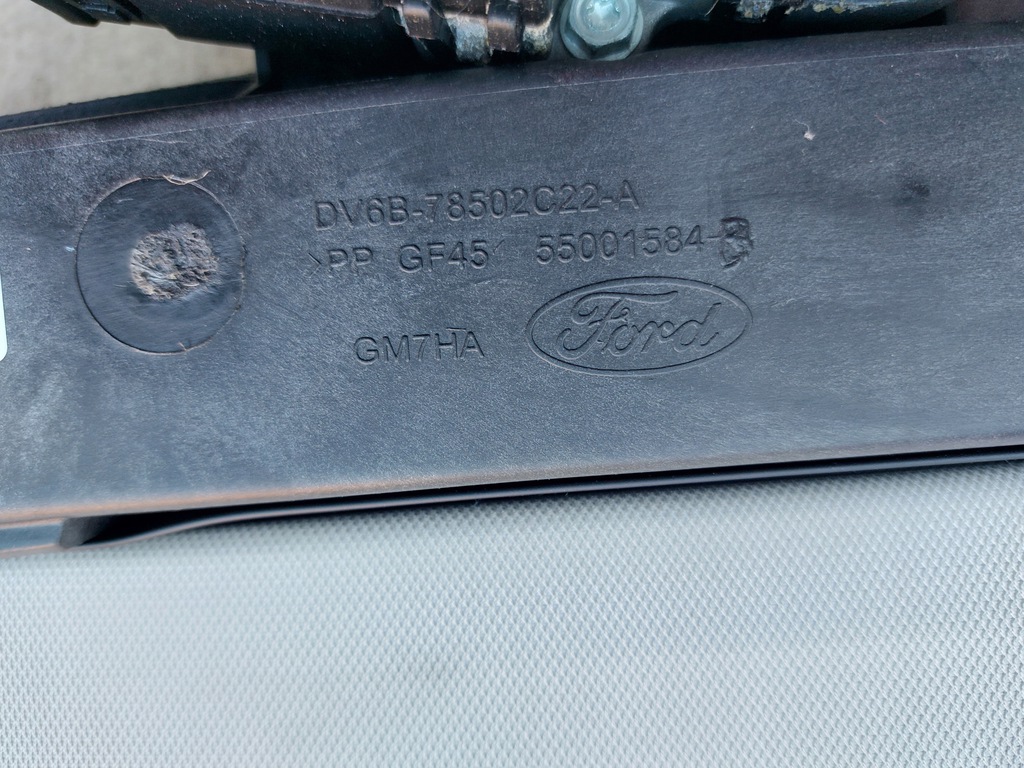 DV6B-78502C22-A
>PP GF45< 55001584-
GM7HA
Ford